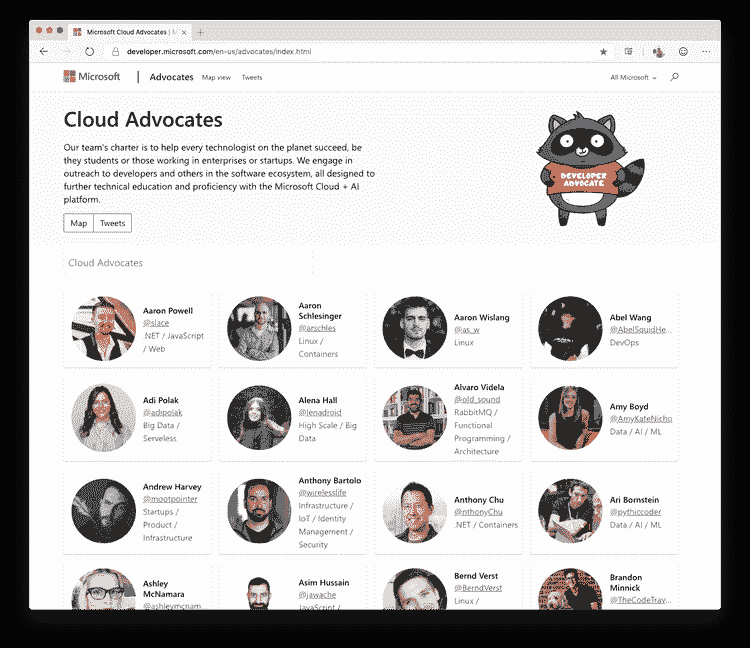 Microsoft Cloud Advocates | M
developer.microsoft.com/en-us/advocates/index.html
Microsoft | Advocates Map view Tweets All Microsoft
Cloud Advocates
Our team's charter is to help every technologist on the planet succeed, be
they students or those working in enterprises or startups. We engage in
outreach to developers and others in the software ecosystem, all designed to
further technical education and proficiency with the Microsoft Cloud + AI
platform.
DEVELOPER
ADVOCATE
Map Tweets
Cloud Advocates
Aaron Powell
@slace
.NET / JavaScript
/ Web
Aaron
Schlesinger
@arschles
Linux /
Containers
Aaron Wislang
@as_w
Linux
Abel Wang
@AbelSquidHe...
DevOps
Adi Polak
@adipolak
Big Data /
Serveless
Alena Hall
@lenadroid
High Scale / Big
Data
Alvaro Videla
@old_sound
RabbitMQ /
Functional
Programming /
Architecture
Amy Boyd
@AmyKateNicho
Data / AI / ML
Andrew Harvey
@mootpointer
Startups /
Product /
Infrastructure
Anthony Bartolo
@wirelesslife
Infrastructure /
IoT / Identity
Management /
Security
Anthony Chu
@nthonyChu
.NET / Containers
Ari Bornstein
@pythiccoder
Data / AI / ML
Ashley
McNamara
@ashleymcnam...
Asim Hussain
@jawache
JavaScript /
Bernd Verst
@BerndVerst
Linux /
Brandon
Minnick
@TheCodeTrav...